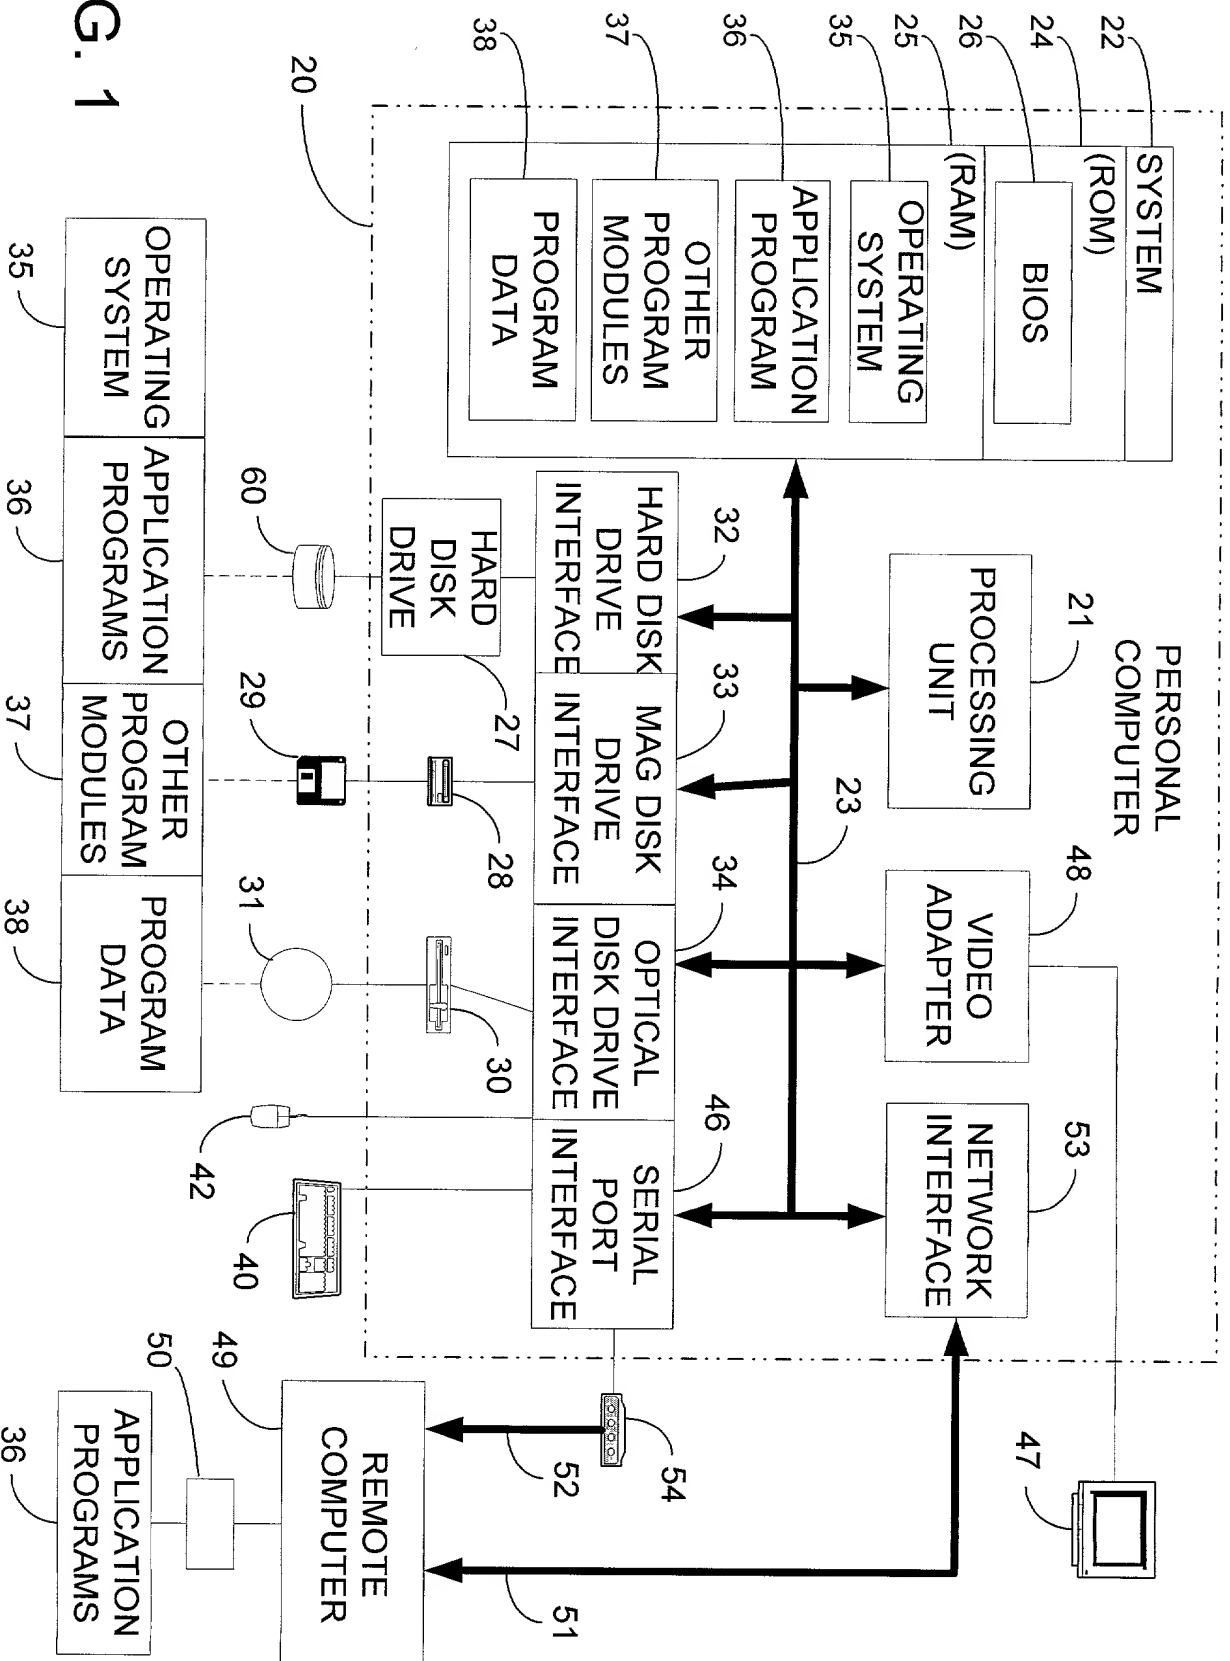 PERSONAL
COMPUTER
22
SYSTEM
24
(ROM)
26
BIOS
25
(RAM)
35
OPERATING
SYSTEM
36
APPLICATION
PROGRAM
37
OTHER
PROGRAM
MODULES
38
PROGRAM
DATA
20
21
PROCESSING
UNIT
48
VIDEO
ADAPTER
53
NETWORK
INTERFACE
47
23
32
HARD DISK
DRIVE
INTERFACE
33
MAG DISK
DRIVE
INTERFACE
34
OPTICAL
DISK DRIVE
INTERFACE
46
SERIAL
PORT
INTERFACE
54
52
51
HARD
DISK
DRIVE
27
28
30
60
29
31
42
40
49
REMOTE
COMPUTER
50
OPERATING
SYSTEM
35
APPLICATION
PROGRAMS
36
OTHER
PROGRAM
MODULES
37
PROGRAM
DATA
38
APPLICATION
PROGRAMS
36
G. 1